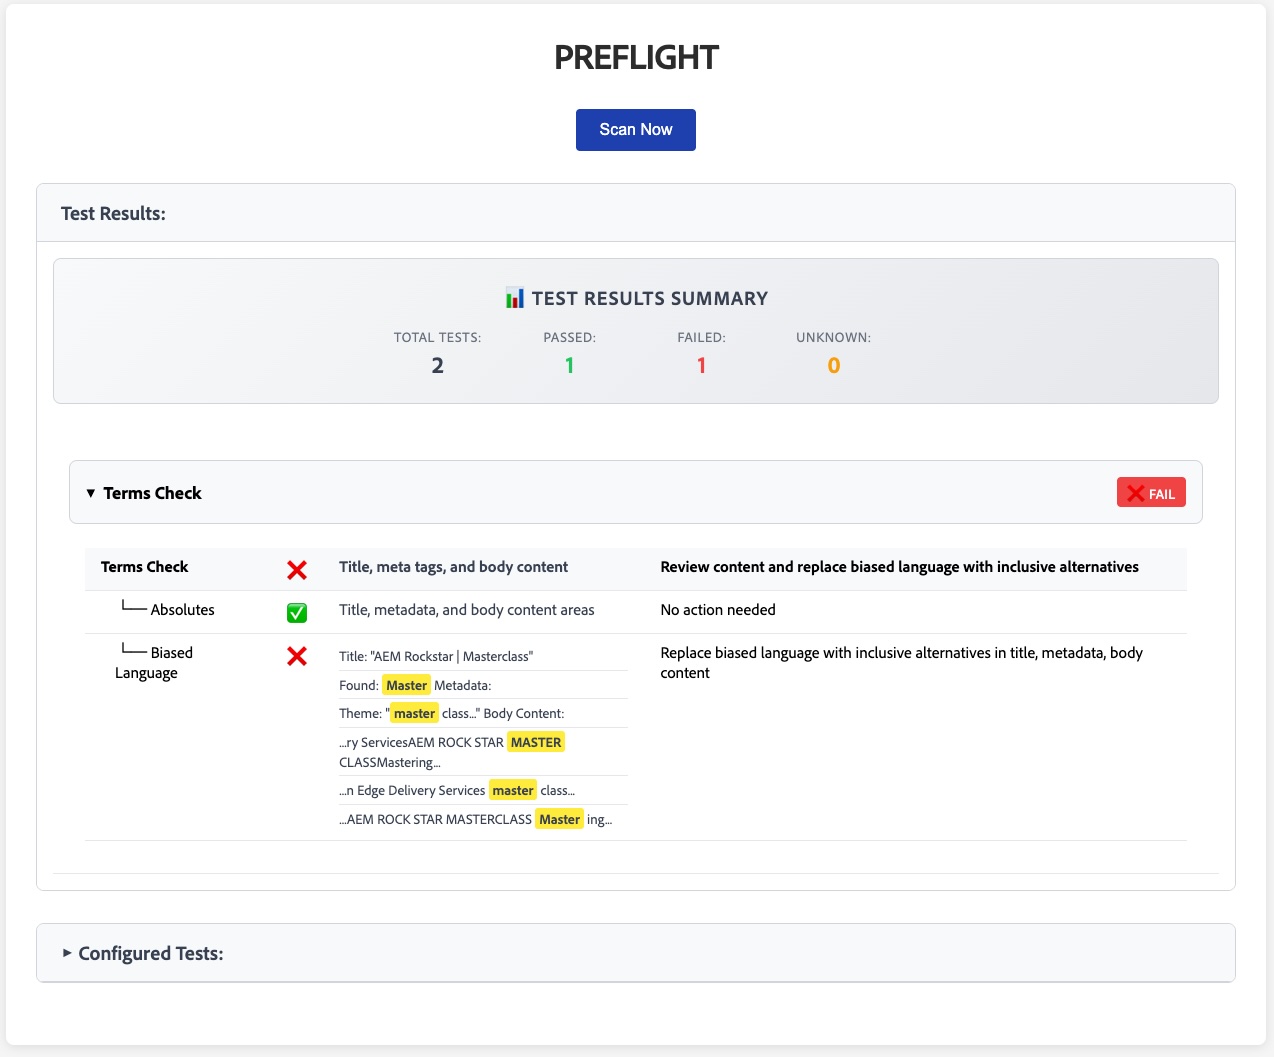 PREFLIGHT
Scan Now
Test Results:
📊 TEST RESULTS SUMMARY
TOTAL TESTS: PASSED: FAILED: UNKNOWN:
2 1 1 0
▼ Terms Check ❌ FAIL
Terms Check ❌ Title, meta tags, and body content Review content and replace biased language with inclusive alternatives
└── Absolutes ✅ Title, metadata, and body content areas No action needed
└── Biased
Language
❌
Title: "AEM Rockstar | Masterclass"
Found: Master Metadata:
Theme: "master class..." Body Content:
...ry ServicesAEM ROCK STAR MASTER
CLASSMastering...
...n Edge Delivery Services master class...
...AEM ROCK STAR MASTERCLASS Master ing...
Replace biased language with inclusive alternatives in title, metadata, body
content
► Configured Tests: